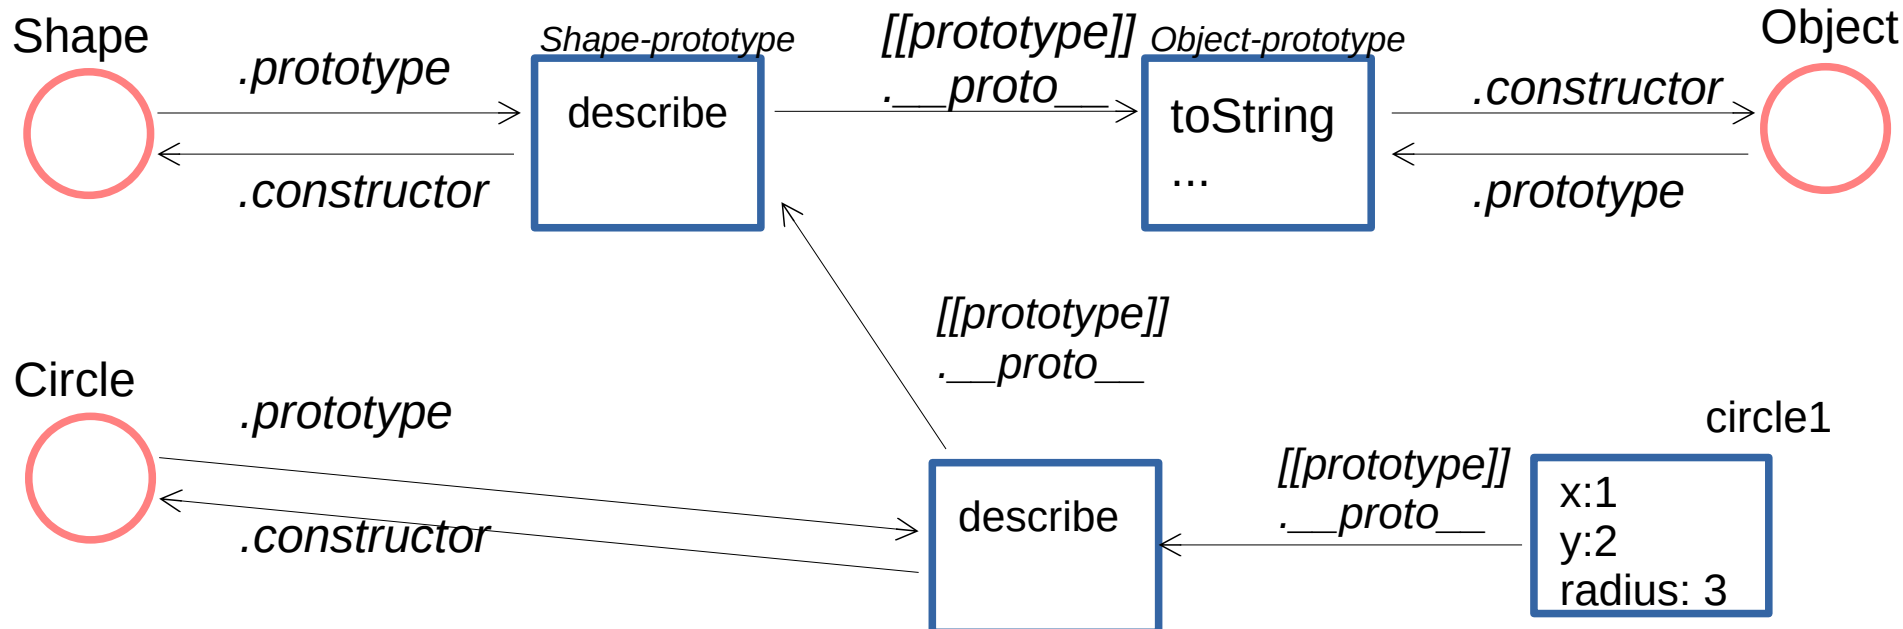 Shape
.prototype
.constructor
Shape-prototype
describe
[[prototype]]
.__proto__
Object-prototype
toString
...
.constructor
.prototype
Object
[[prototype]]
.__proto__
Circle
.prototype
.constructor
describe
[[prototype]]
.__proto__
circle1
x:1
y:2
radius: 3